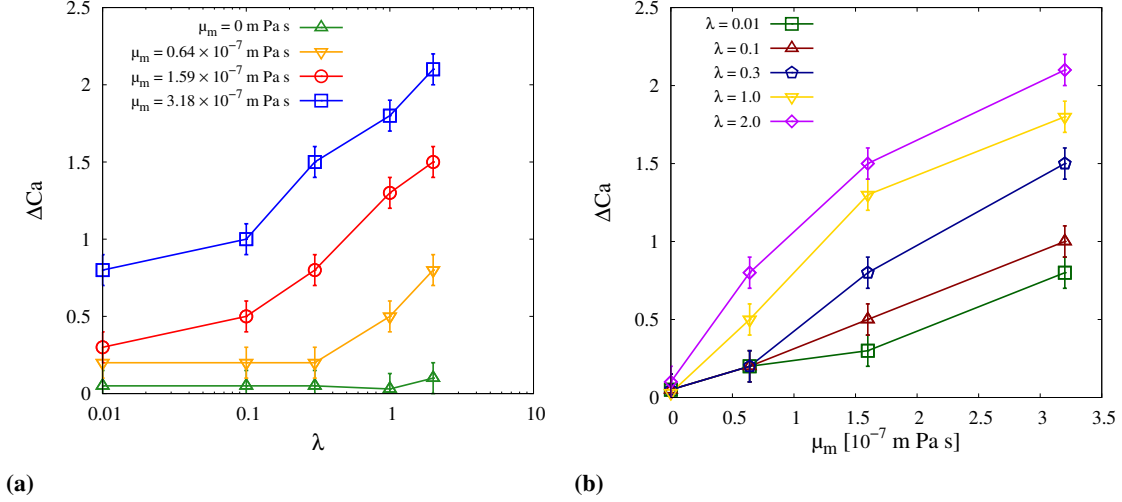 μm = 0 m Pa s
μm = 0.64 × 10⁻⁷ m Pa s
μm = 1.59 × 10⁻⁷ m Pa s
μm = 3.18 × 10⁻⁷ m Pa s
2.5
2
1.5
1
0.5
0
ΔCa
0.01 0.1 1 10
λ
(a)
λ = 0.01
λ = 0.1
λ = 0.3
λ = 1.0
λ = 2.0
2.5
2
1.5
1
0.5
0
ΔCa
0 0.5 1 1.5 2 2.5 3 3.5
μm [10⁻⁷ m Pa s]
(b)